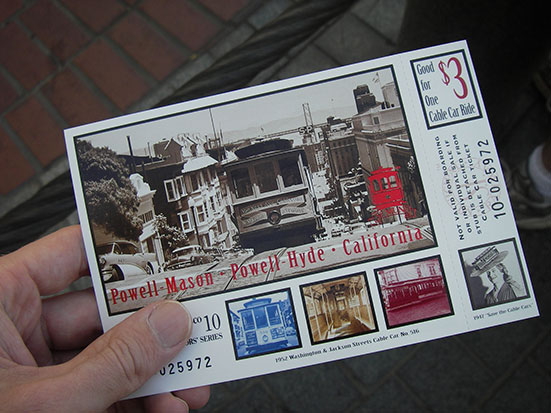 Good
for
One
Cable Car Ride
$3
Powell-Mason • Powell-Hyde • California
NOT VALID FOR BOARDING
OR INDIVIDUAL SALE IF
STUB IS DETACHED FROM
CABLE CAR TICKET
10-025972
10
SERIES
025972
1952 Washington & Jackson Streets Cable Car No. 516
1947 "Save the Cable Cars"